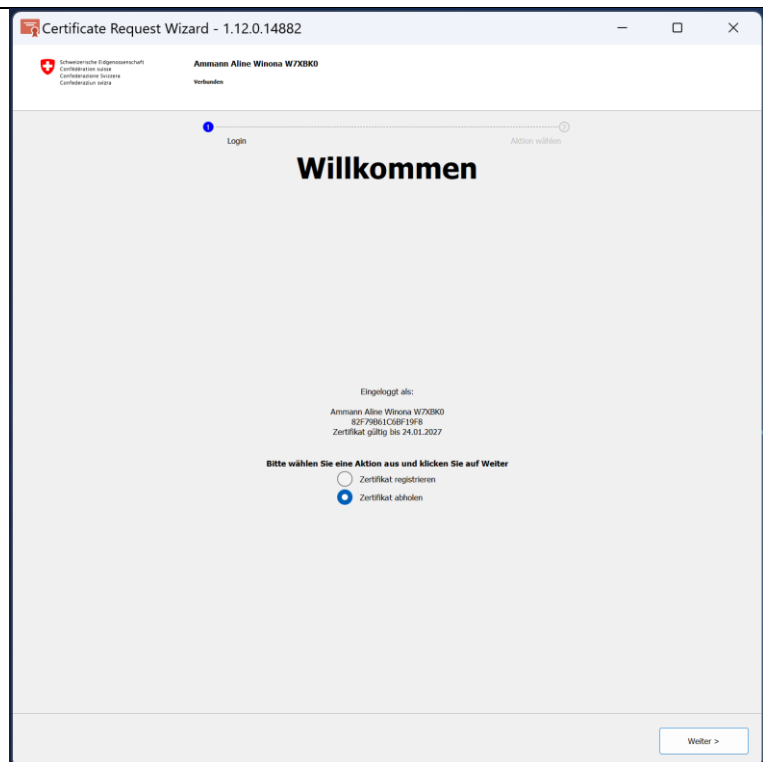 Certificate Request Wizard - 1.12.0.14882
Schweizerische Eidgenossenschaft
Confédération suisse
Confederazione Svizzera
Confederaziun svizra
Ammann Aline Winona W7XBK0
Verbunden
1
2
Login
Aktion wählen
Willkommen
Eingeloggt als:
Ammann Aline Winona W7XBK0
82F79B61C6BF19F8
Zertifikat gültig bis 24.01.2027
Bitte wählen Sie eine Aktion aus und klicken Sie auf Weiter
Zertifikat registrieren
Zertifikat abholen
Weiter >